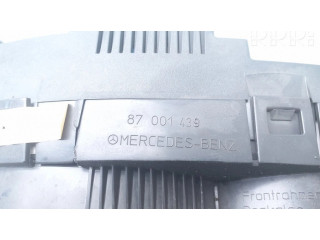 87 001 439
MERCEDES-BENZ
Frontrahmen